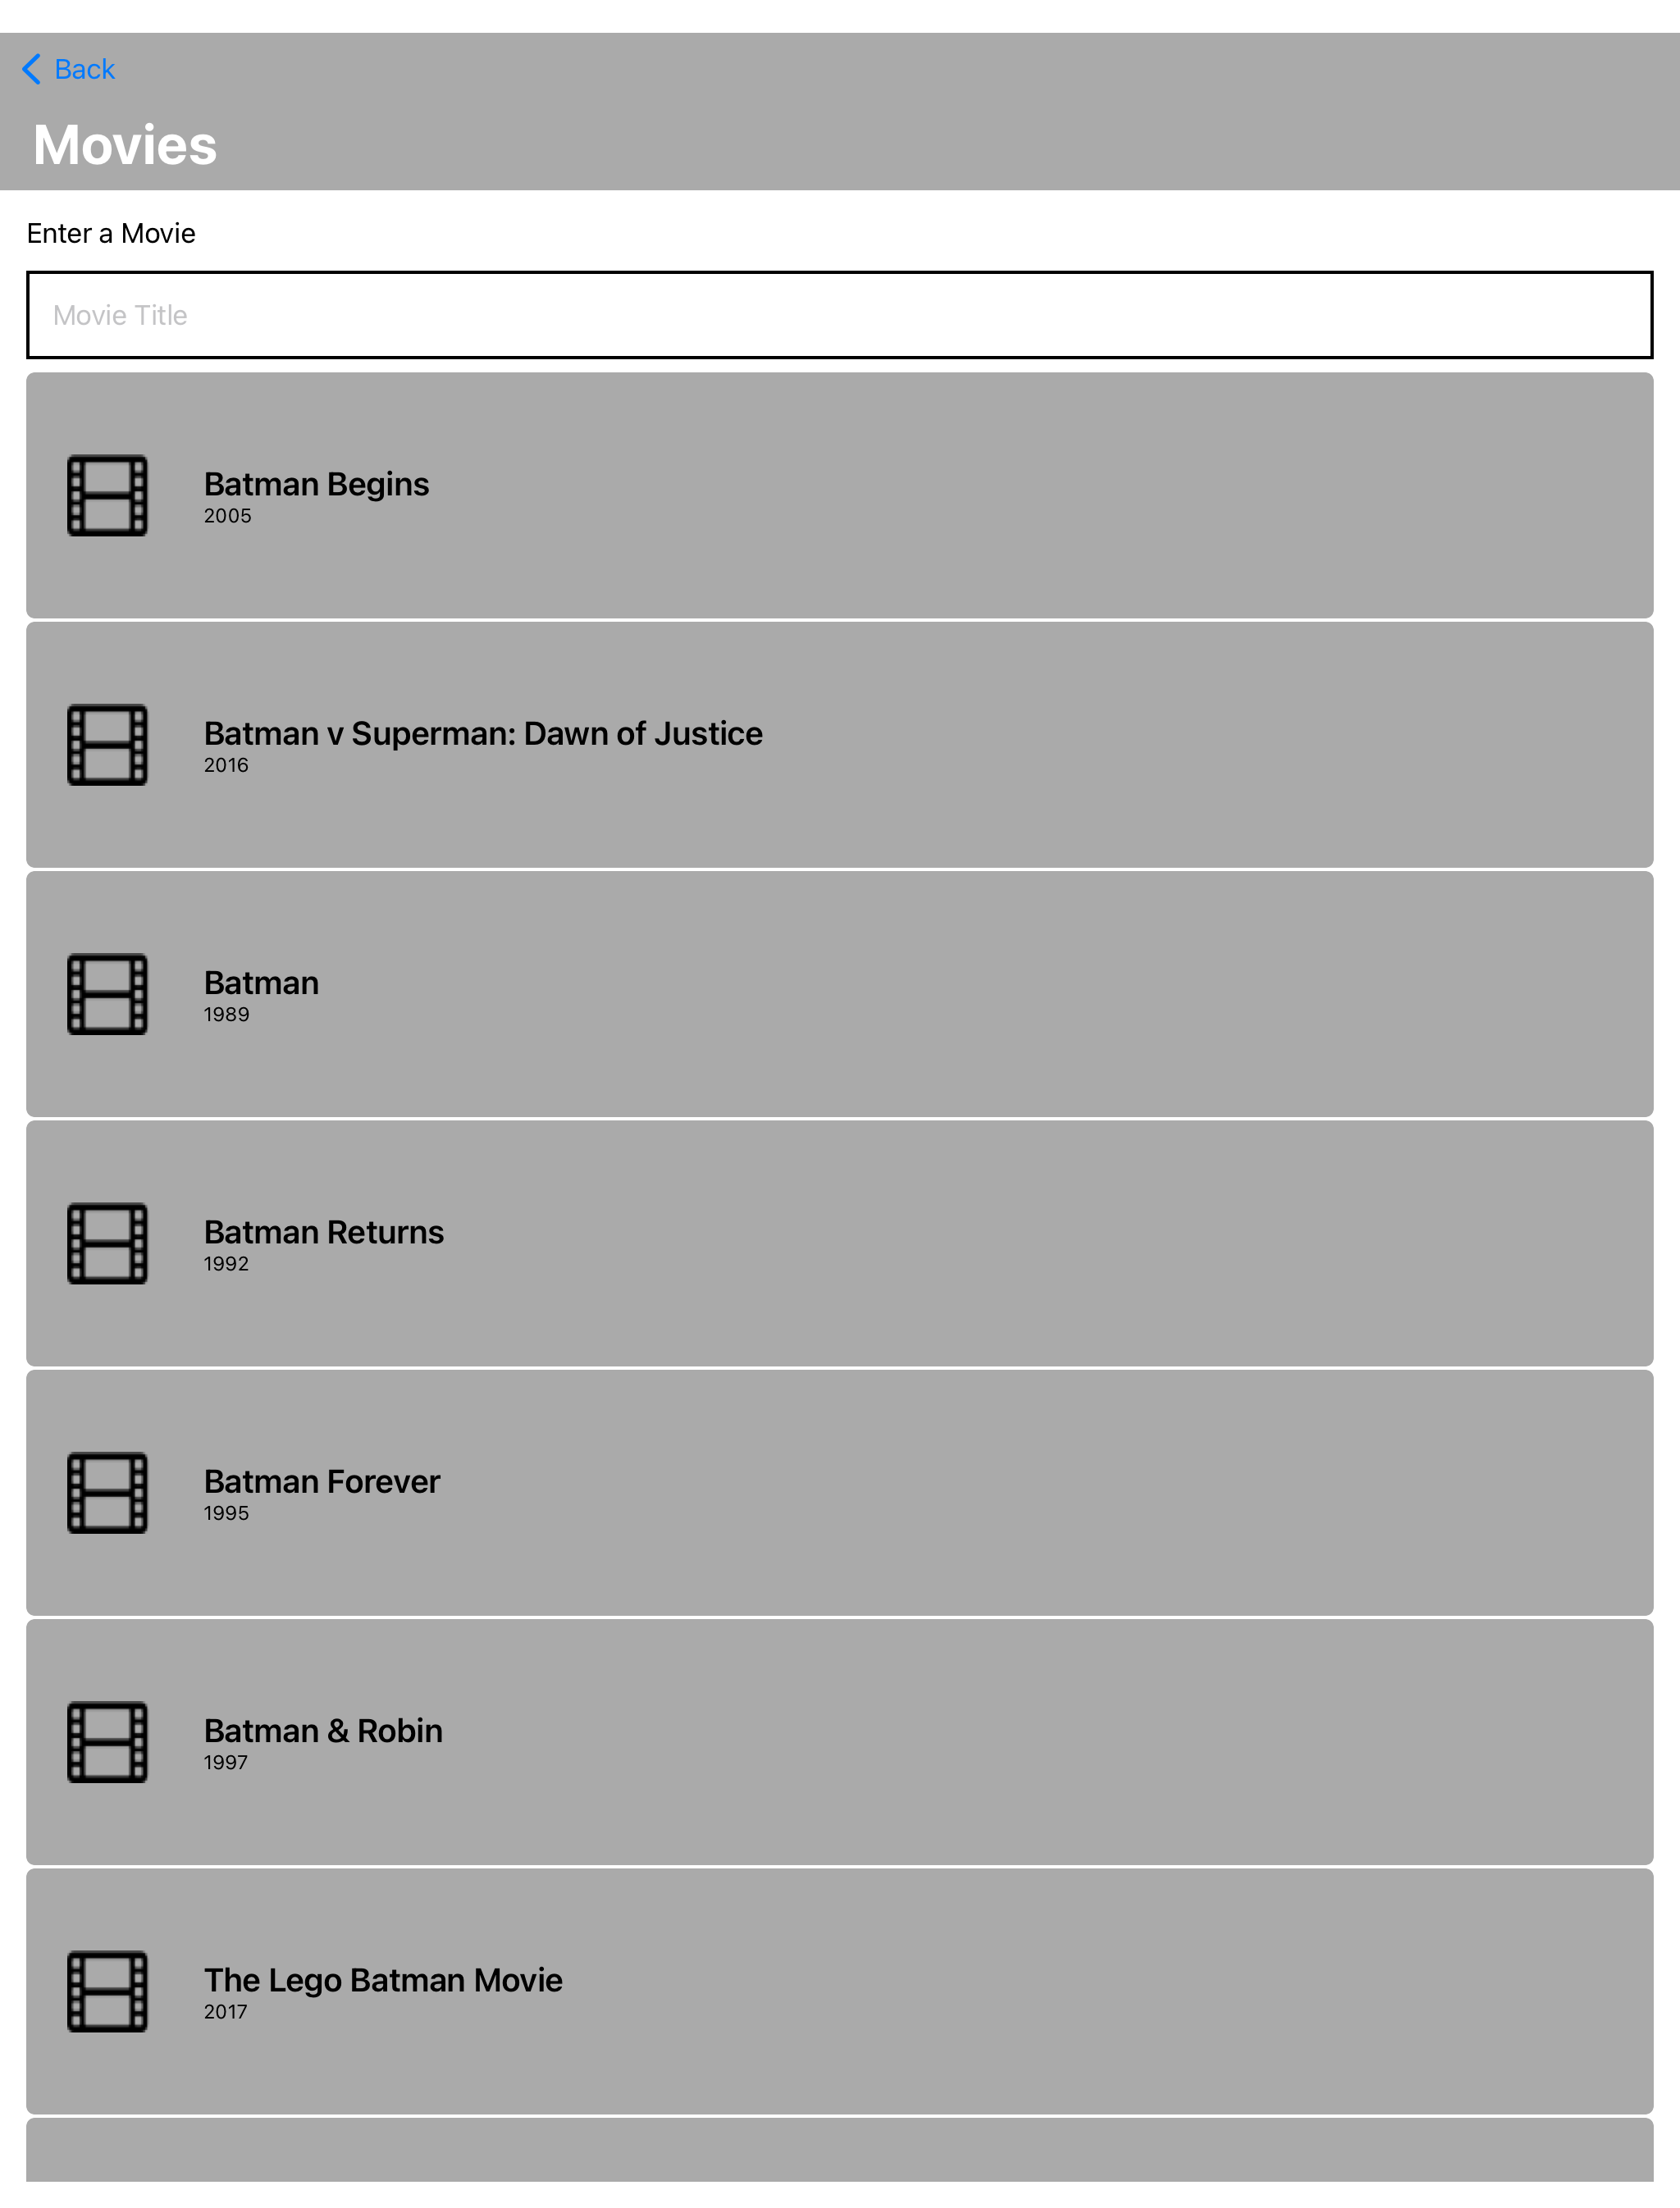 Back
Movies
Enter a Movie
Movie Title
Batman Begins
2005
Batman v Superman: Dawn of Justice
2016
Batman
1989
Batman Returns
1992
Batman Forever
1995
Batman & Robin
1997
The Lego Batman Movie
2017